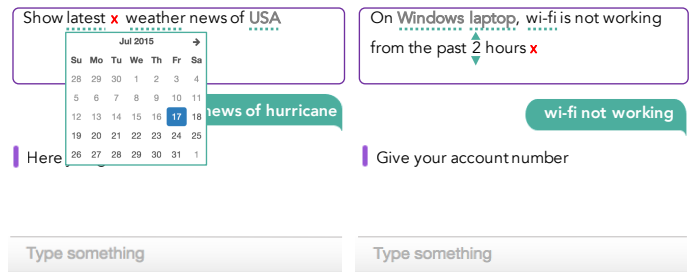 Show latest x weather news of USA
Jul 2015 →
Su Mo Tu We Th Fr Sa
28 29 30 1 2 3 4
5 6 7 8 9 10 11
12 13 14 15 16 17 18
19 20 21 22 23 24 25
26 27 28 29 30 31 1
news of hurricane
Here
Type something
On Windows laptop, wi-fi is not working
from the past 2 hours x
wi-fi not working
Give your account number
Type something